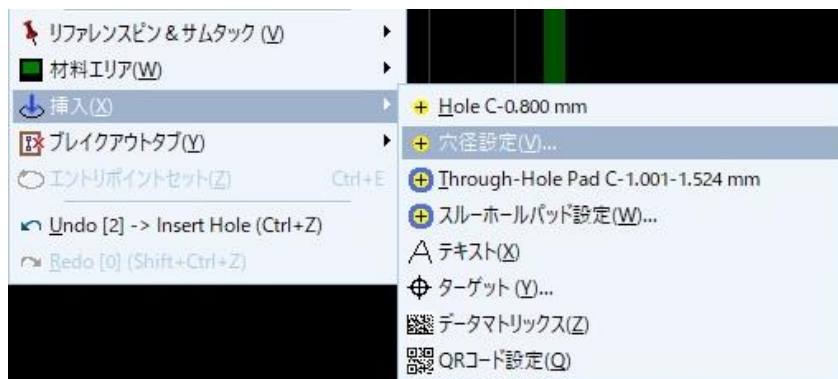 リファレンスピン＆サムタック (V)
材料エリア(W)
挿入(X)
ブレイクアウトタブ(Y)
エントリポイントセット(Z) Ctrl+E
Undo [2] -> Insert Hole (Ctrl+Z)
Redo [0] (Shift+Ctrl+Z)
Hole C-0.800 mm
穴径設定(V)...
Through-Hole Pad C-1.001-1.524 mm
スルーホールパッド設定(W)...
テキスト(X)
ターゲット (Y)...
データマトリックス(Z)
QRコード設定(Q)